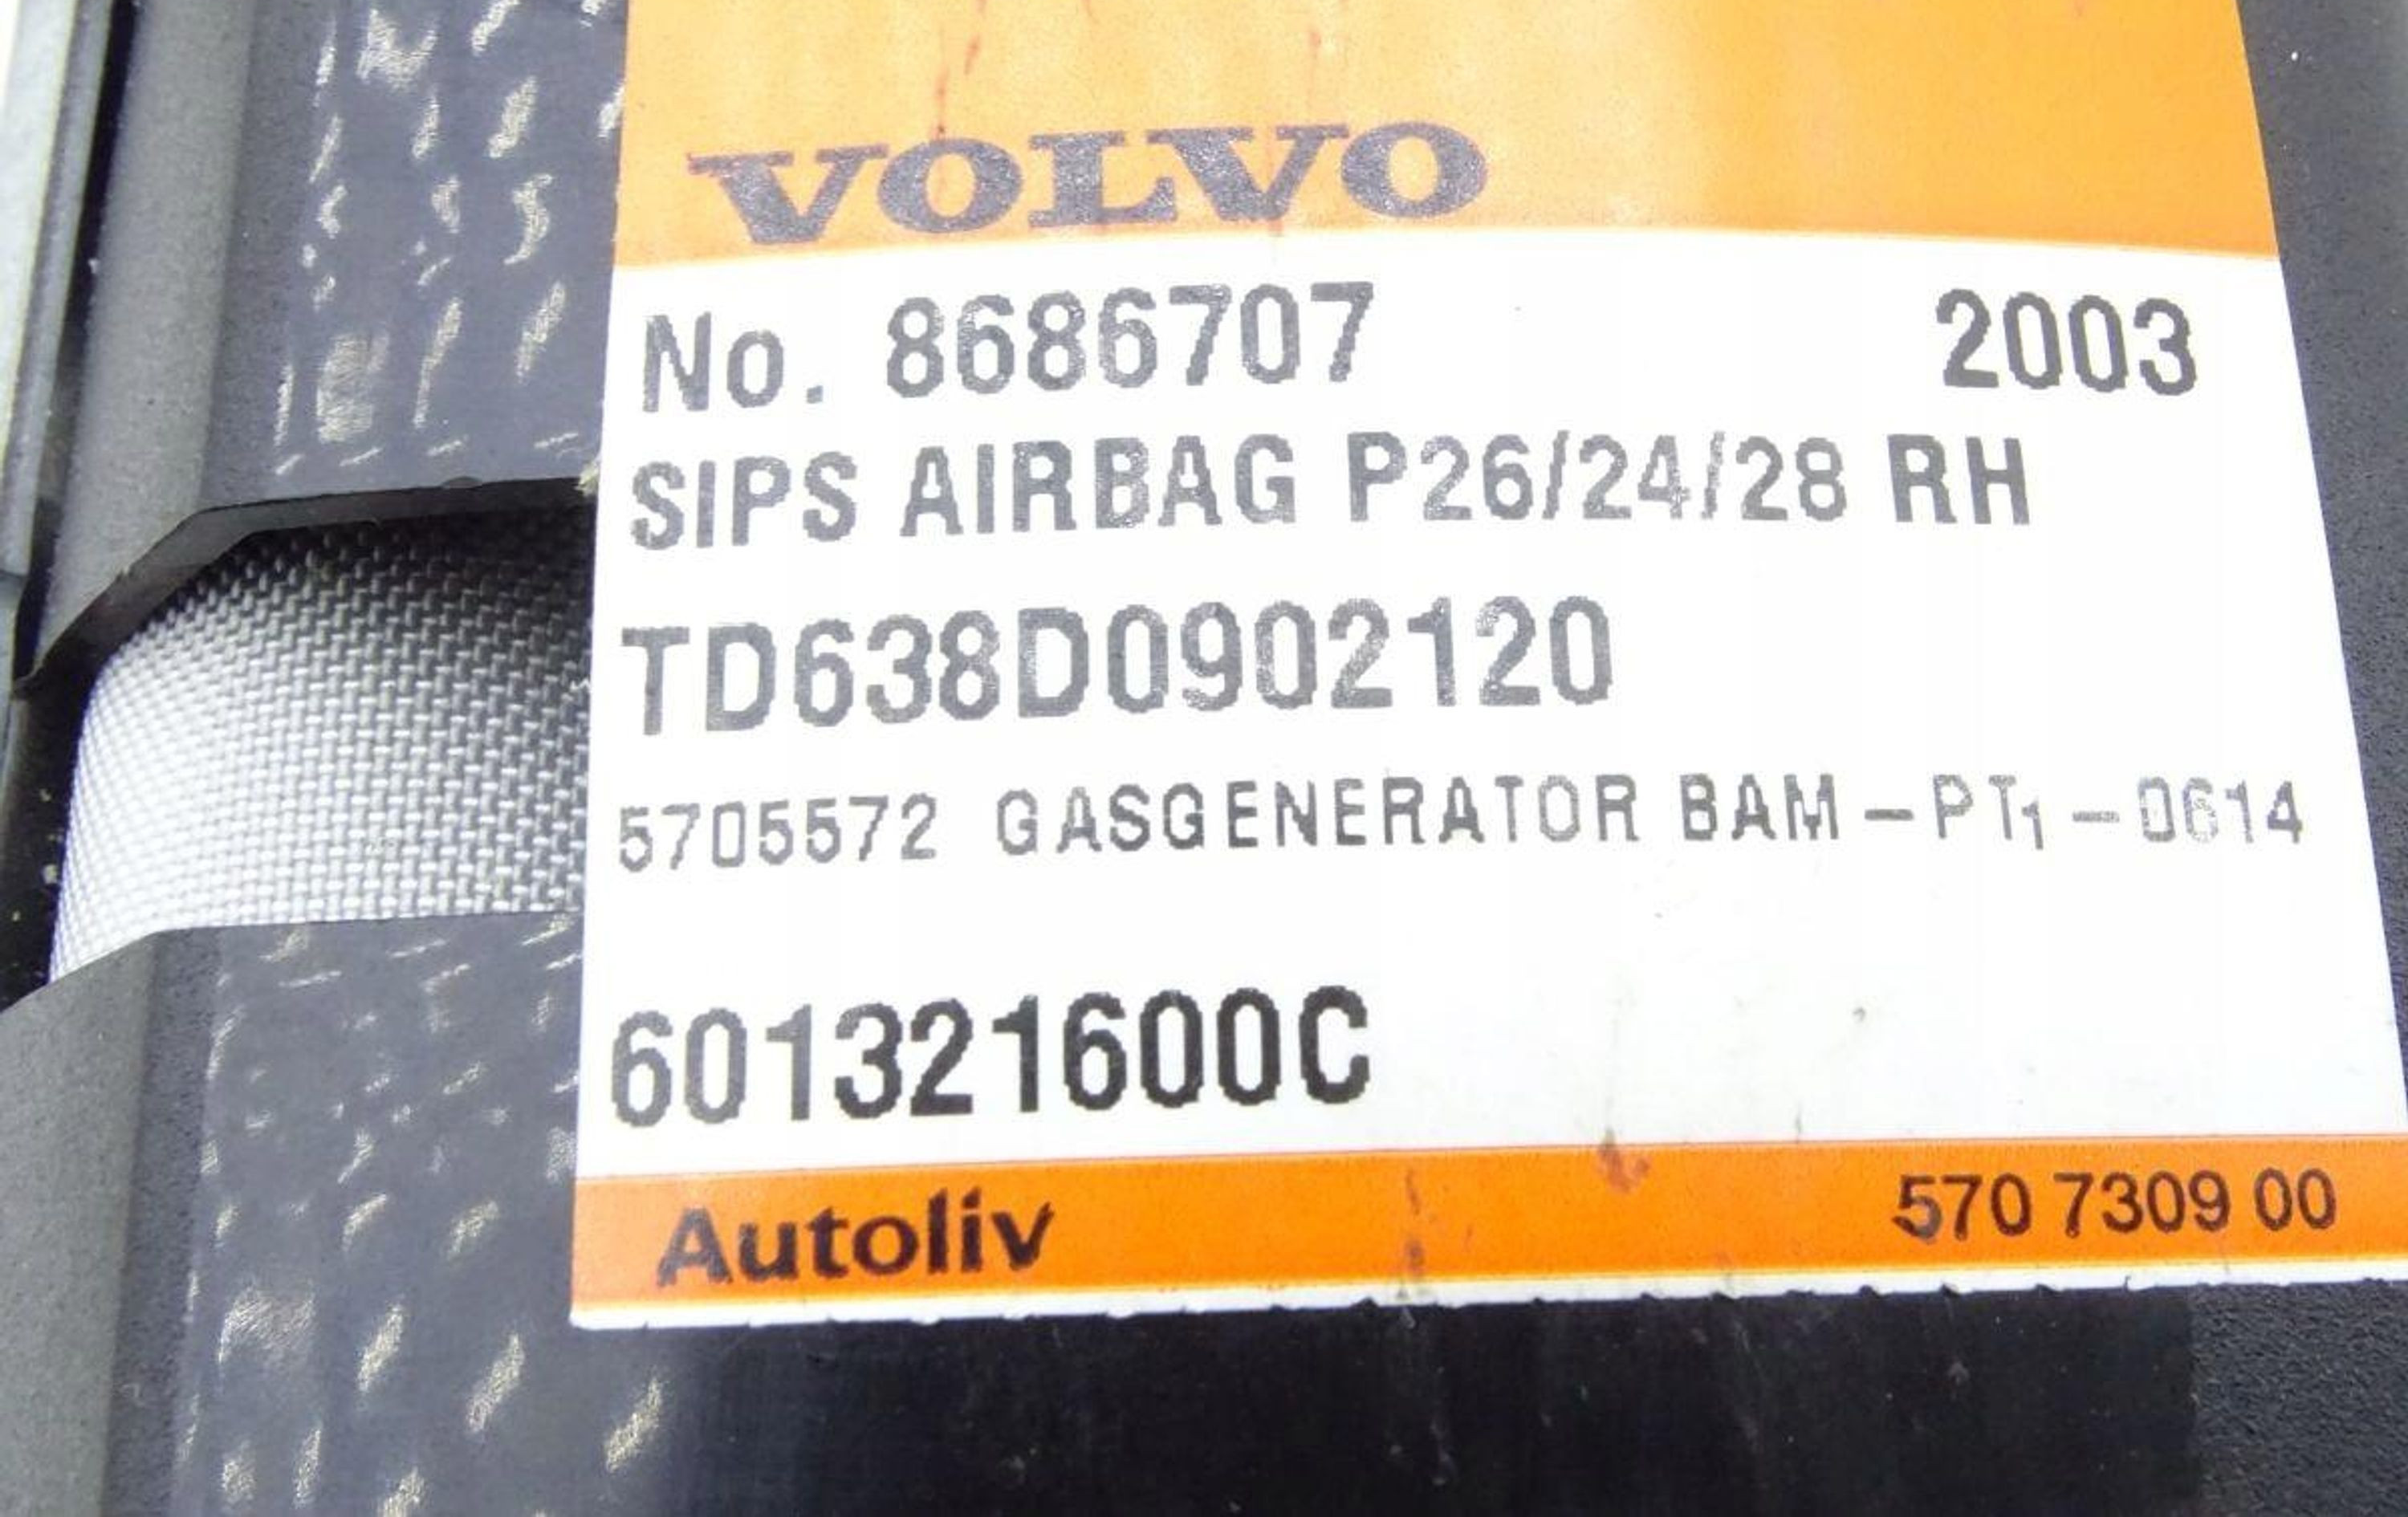 VOLVO
No. 8686707 2003
SIPS AIRBAG P26/24/28 RH
TD638D0902120
5705572 GASGENERATOR BAM-PT1-0614
601321600C
Autoliv 570 7309 00